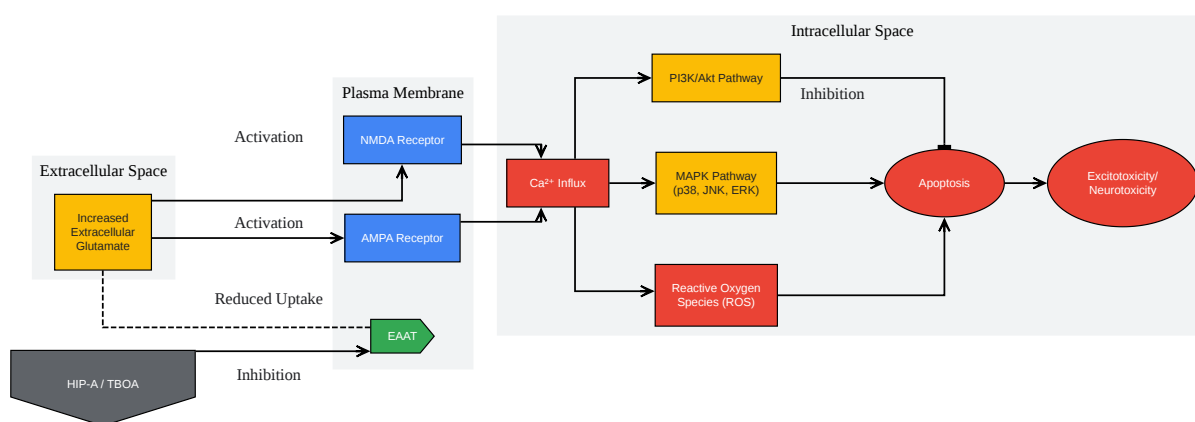 Intracellular Space
PI3K/Akt Pathway
Inhibition
Plasma Membrane
NMDA Receptor
Activation
Extracellular Space
Ca²⁺ Influx
MAPK Pathway
(p38, JNK, ERK)
Apoptosis
Excitotoxicity/
Neurotoxicity
Increased
Extracellular
Glutamate
Activation
AMPA Receptor
Reactive Oxygen
Species (ROS)
Reduced Uptake
EAAT
HIP-A / TBOA
Inhibition